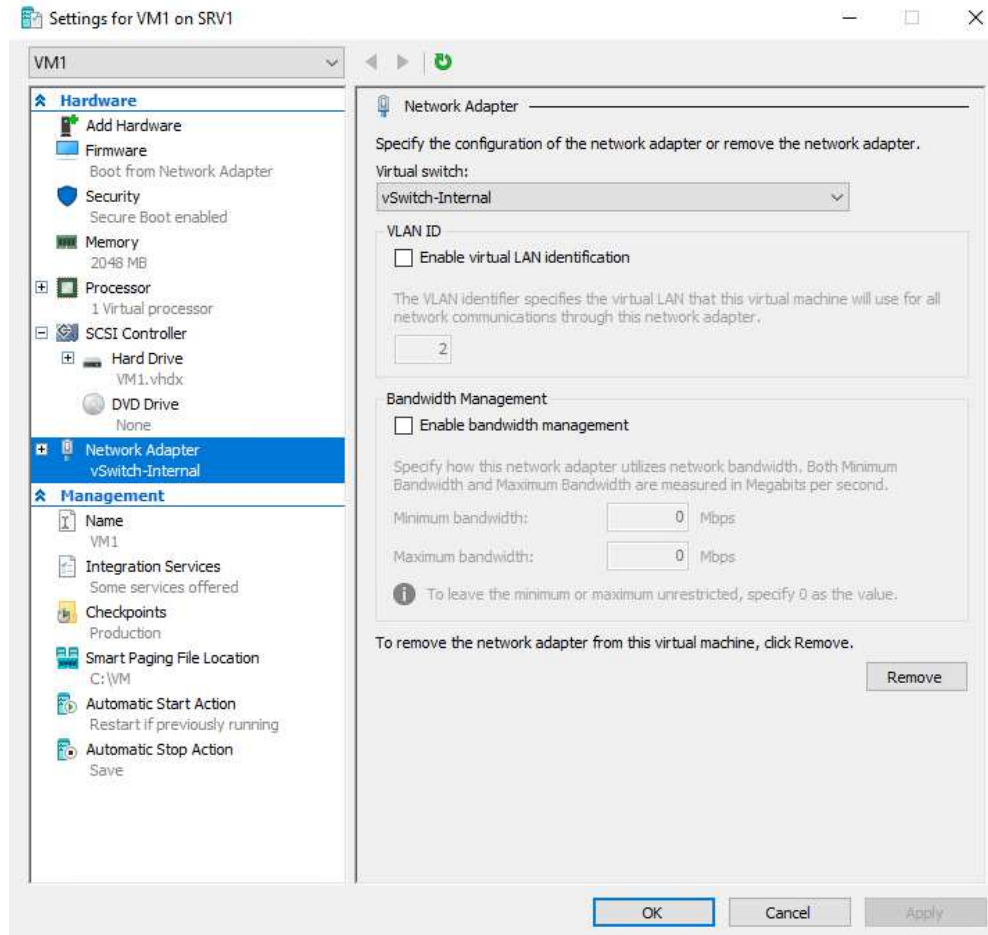 Settings for VM1 on SRV1
VM1
Hardware
Add Hardware
Firmware
Boot from Network Adapter
Security
Secure Boot enabled
Memory
2048 MB
Processor
1 Virtual processor
SCSI Controller
Hard Drive
VM1.vhdx
DVD Drive
None
Network Adapter
vSwitch-Internal
Management
Name
VM1
Integration Services
Some services offered
Checkpoints
Production
Smart Paging File Location
C:\VM
Automatic Start Action
Restart if previously running
Automatic Stop Action
Save
Network Adapter
Specify the configuration of the network adapter or remove the network adapter.
Virtual switch:
vSwitch-Internal
VLAN ID
Enable virtual LAN identification
The VLAN identifier specifies the virtual LAN that this virtual machine will use for all
network communications through this network adapter.
2
Bandwidth Management
Enable bandwidth management
Specify how this network adapter utilizes network bandwidth. Both Minimum
Bandwidth and Maximum Bandwidth are measured in Megabits per second.
Minimum bandwidth: 0 Mbps
Maximum bandwidth: 0 Mbps
To leave the minimum or maximum unrestricted, specify 0 as the value.
To remove the network adapter from this virtual machine, click Remove.
Remove
OK Cancel Apply